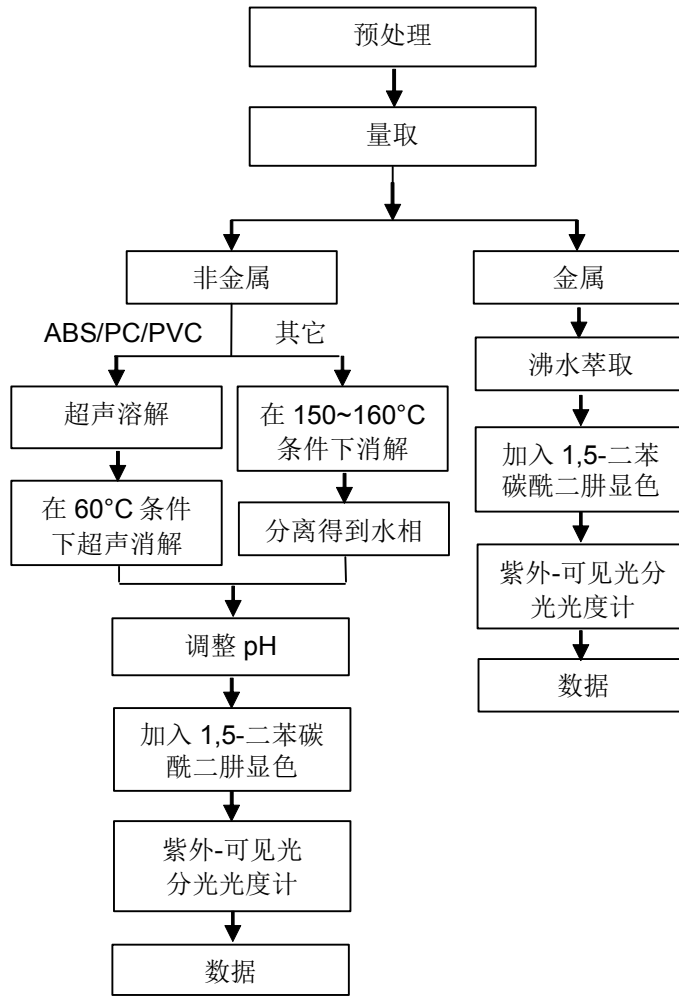 预处理
量取
非金属
金属
ABS/PC/PVC
其它
沸水萃取
超声溶解
在 150~160°C
条件下消解
加入 1,5-二苯
碳酰二肼显色
在 60°C 条件
下超声消解
分离得到水相
紫外-可见光分
光光度计
调整 pH
数据
加入 1,5-二苯碳
酰二肼显色
紫外-可见光
分光光度计
数据